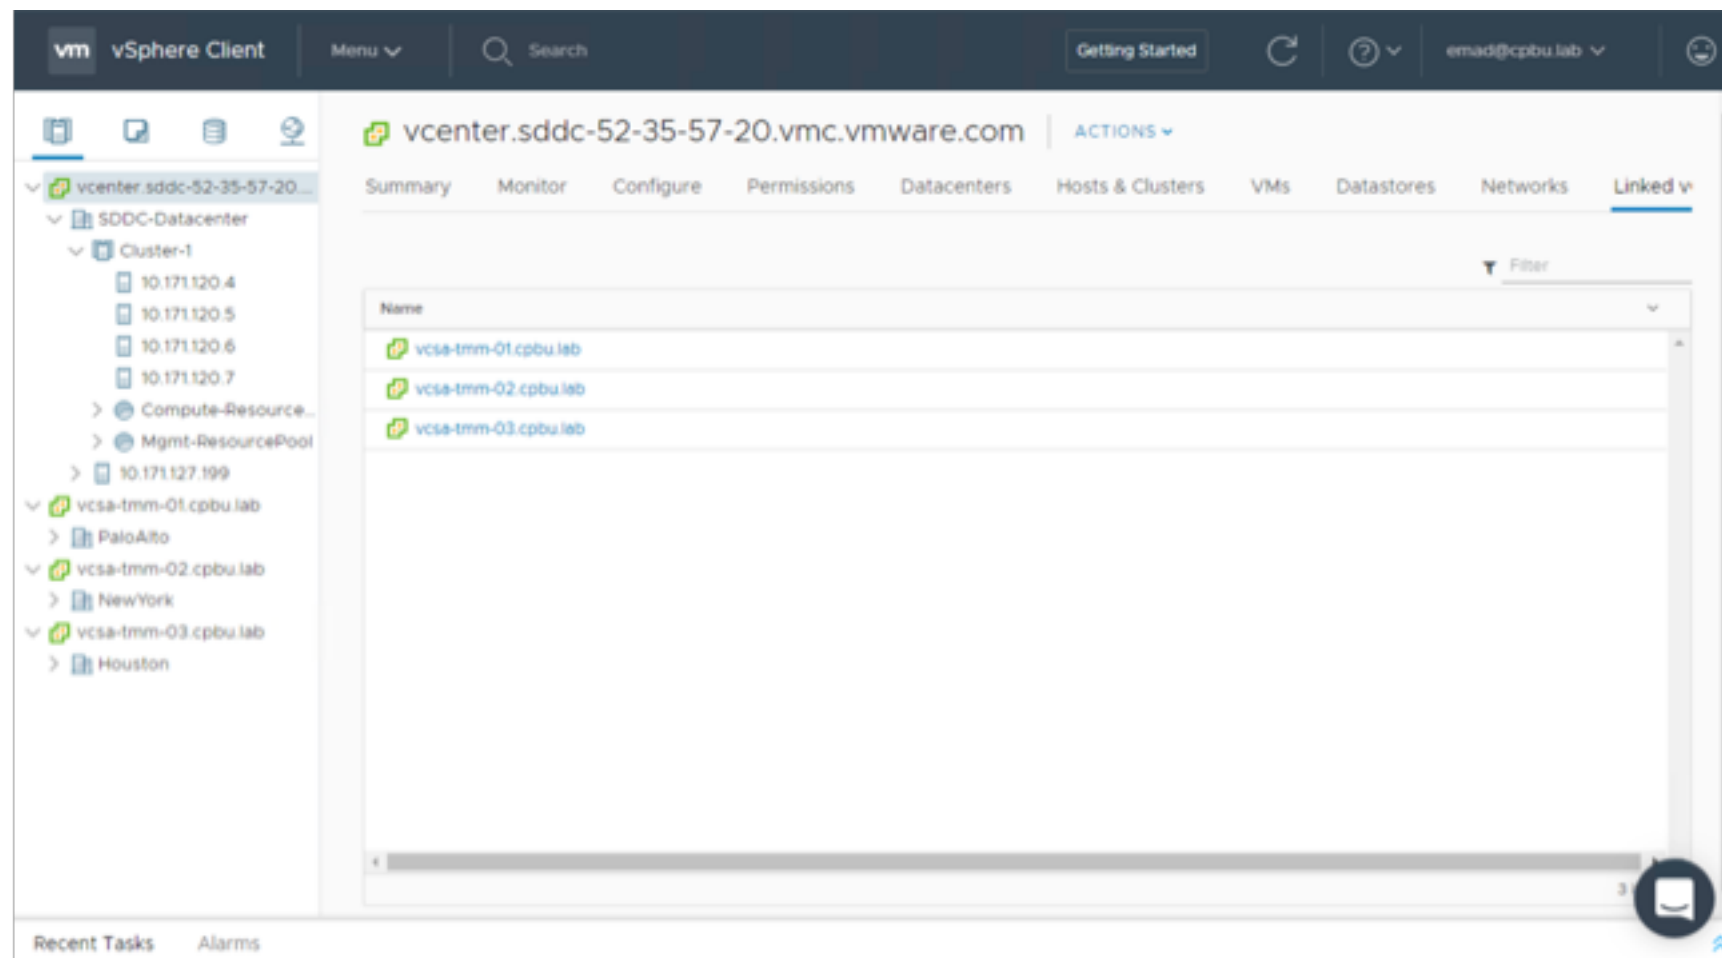 vm vSphere Client Menu Search Getting Started emad@cpbu.lab
vcenter.sddc-52-35-57-20.vmc.vmware.com ACTIONS
Summary Monitor Configure Permissions Datacenters Hosts & Clusters VMs Datastores Networks Linked v
Filter
Name
vcsa-tmm-01.cpbu.lab
vcsa-tmm-02.cpbu.lab
vcsa-tmm-03.cpbu.lab
3
vcenter.sddc-52-35-57-20...
SDDC-Datacenter
Cluster-1
10.171.120.4
10.171.120.5
10.171.120.6
10.171.120.7
Compute-Resource...
Mgmt-ResourcePool
10.171.127.199
vcsa-tmm-01.cpbu.lab
PaloAlto
vcsa-tmm-02.cpbu.lab
NewYork
vcsa-tmm-03.cpbu.lab
Houston
Recent Tasks Alarms